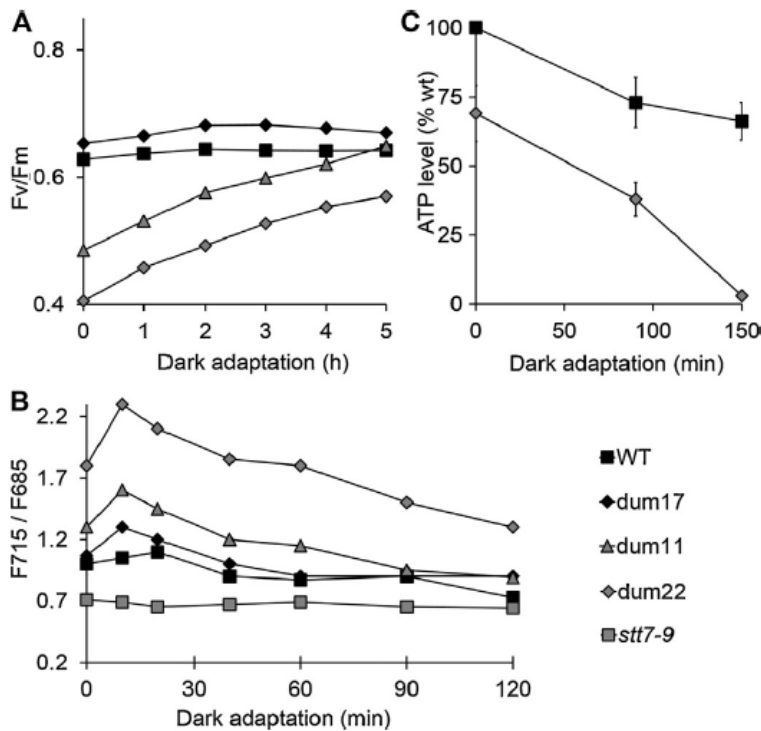 A
0.8
0.6
0.4
Fv/Fm
0 1 2 3 4 5
Dark adaptation (h)
C
100
75
50
25
0
ATP level (% wt)
0 50 100 150
Dark adaptation (min)
B
2.2
1.7
1.2
0.7
0.2
F715 / F685
0 30 60 90 120
Dark adaptation (min)
WT
dum17
dum11
dum22
stt7-9